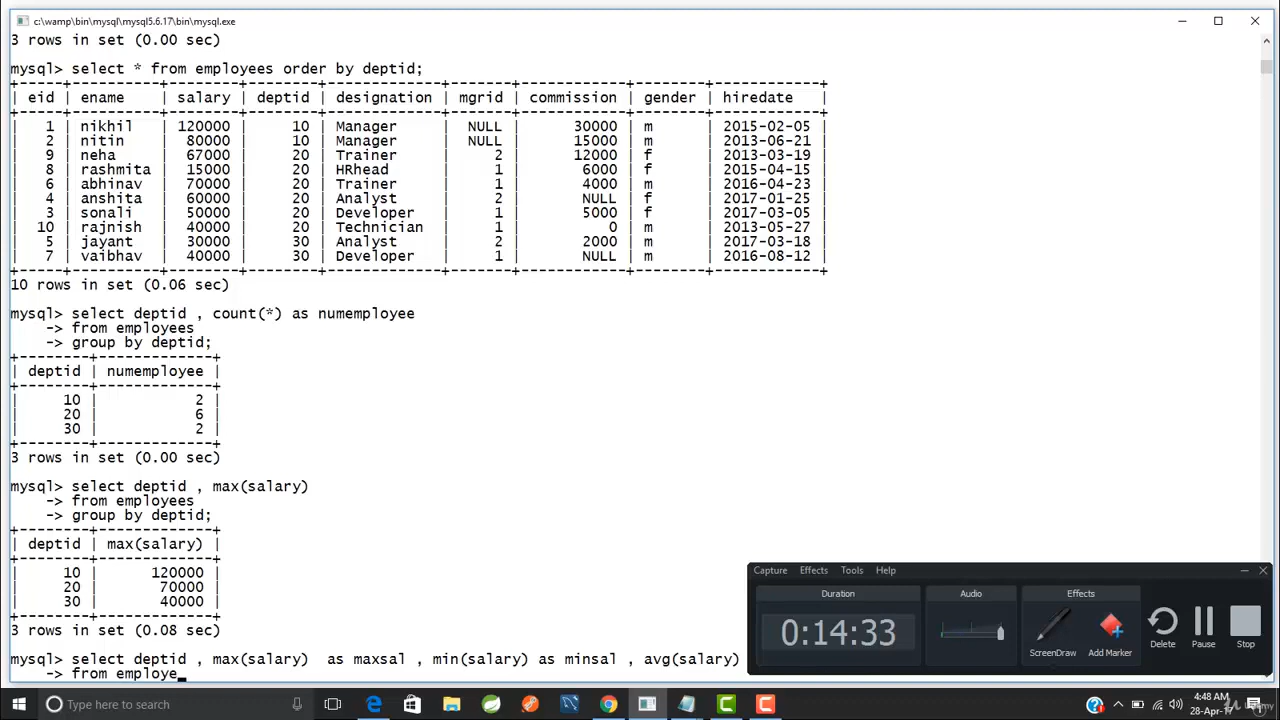 c:\wamp\bin\mysql\mysql5.6.17\bin\mysql.exe
3 rows in set (0.00 sec)
mysql> select * from employees order by deptid;
+------+----------+--------+--------+-------------+-------+------------+--------+------------+
| eid | ename | salary | deptid | designation | mgrid | commission | gender | hiredate |
+------+----------+--------+--------+-------------+-------+------------+--------+------------+
| 1 | nikhil | 120000 | 10 | Manager | NULL | 30000 | m | 2015-02-05 |
| 2 | nitin | 80000 | 10 | Manager | NULL | 15000 | m | 2013-06-21 |
| 9 | neha | 67000 | 20 | Trainer | 2 | 12000 | f | 2013-03-19 |
| 8 | rashmita | 15000 | 20 | HRhead | 1 | 6000 | f | 2015-04-15 |
| 6 | abhinav | 70000 | 20 | Trainer | 1 | 4000 | m | 2016-04-23 |
| 4 | anshita | 60000 | 20 | Analyst | 2 | NULL | f | 2017-01-25 |
| 3 | sonali | 50000 | 20 | Developer | 1 | 5000 | f | 2017-03-05 |
| 10 | rajnish | 40000 | 20 | Technician | 1 | 0 | m | 2013-05-27 |
| 5 | jayant | 30000 | 30 | Analyst | 2 | 2000 | m | 2017-03-18 |
| 7 | vaibhav | 40000 | 30 | Developer | 1 | NULL | m | 2016-08-12 |
+------+----------+--------+--------+-------------+-------+------------+--------+------------+
10 rows in set (0.06 sec)
mysql> select deptid , count(*) as numemployee
-> from employees
-> group by deptid;
+--------+-------------+
| deptid | numemployee |
+--------+-------------+
| 10 | 2 |
| 20 | 6 |
| 30 | 2 |
+--------+-------------+
3 rows in set (0.00 sec)
mysql> select deptid , max(salary)
-> from employees
-> group by deptid;
+--------+-------------+
| deptid | max(salary) |
+--------+-------------+
| 10 | 120000 |
| 20 | 70000 |
| 30 | 40000 |
+--------+-------------+
3 rows in set (0.08 sec)
mysql> select deptid , max(salary) as maxsal , min(salary) as minsal , avg(salary)
-> from employe_
Capture Effects Tools Help
Duration Audio Effects
0:14:33
ScreenDraw Add Marker Delete Pause Stop
Type here to search
4:48 AM
28-Apr-17